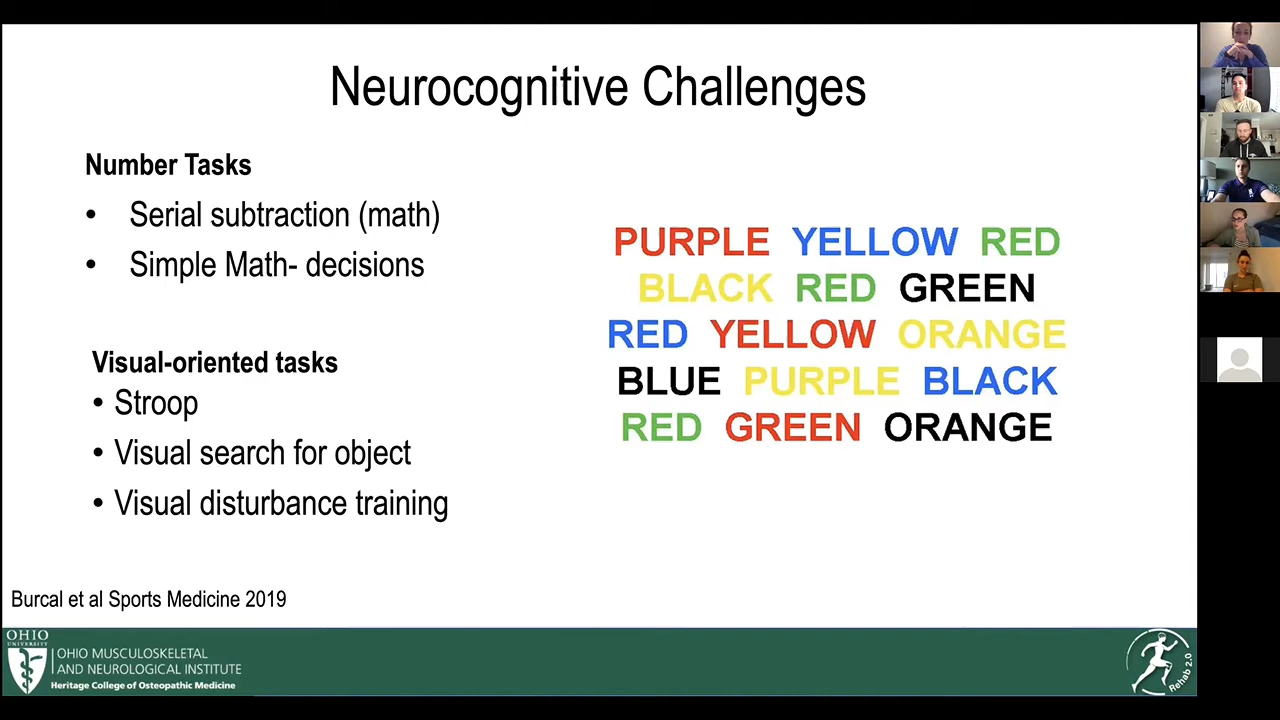 Neurocognitive Challenges
Number Tasks
• Serial subtraction (math)
• Simple Math- decisions
Visual-oriented tasks
• Stroop
• Visual search for object
• Visual disturbance training
PURPLE YELLOW RED
BLACK RED GREEN
RED YELLOW ORANGE
BLUE PURPLE BLACK
RED GREEN ORANGE
Burcal et al Sports Medicine 2019
OHIO
UNIVERSITY
OHIO MUSCULOSKELETAL
AND NEUROLOGICAL INSTITUTE
Heritage College of Osteopathic Medicine
Rehab 2.0